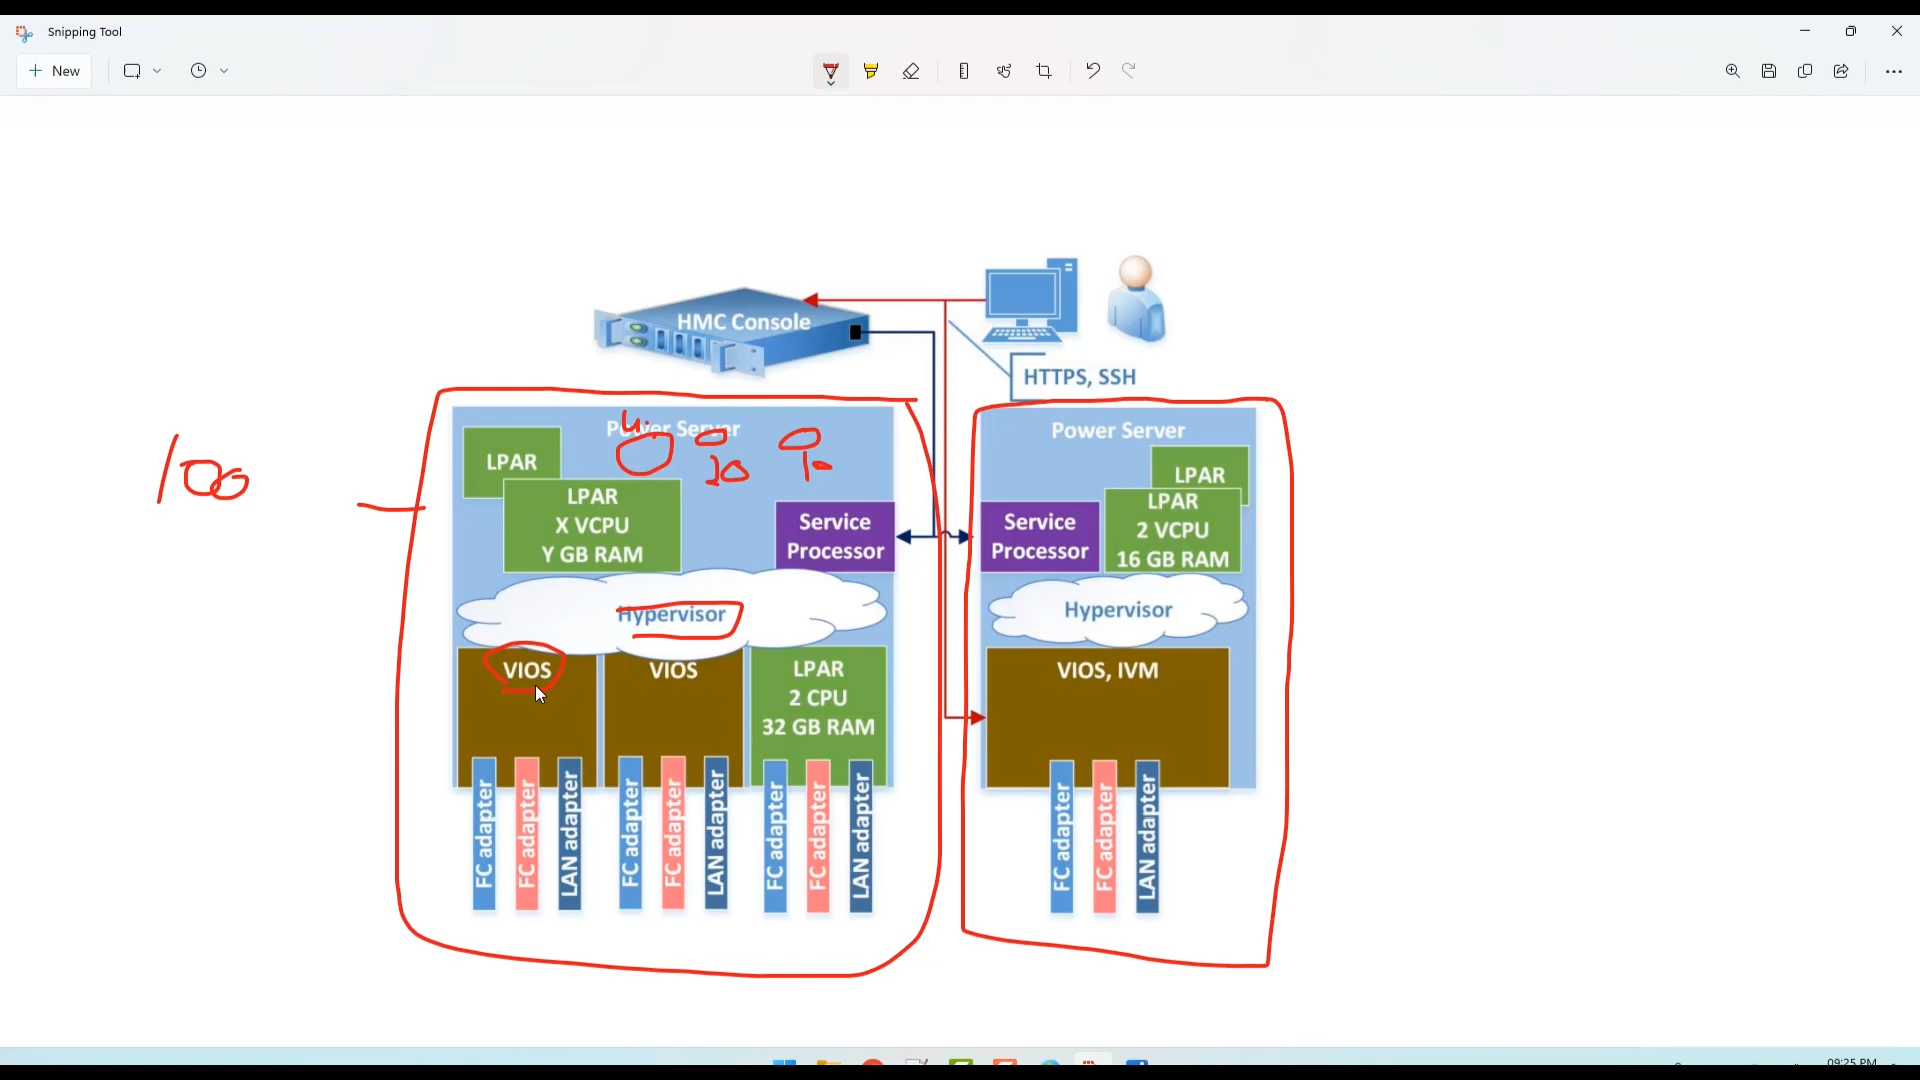 Snipping Tool
New
HMC Console
HTTPS, SSH
Power Server
LPAR
LPAR
X VCPU
Y GB RAM
Service
Processor
Hypervisor
VIOS
VIOS
LPAR
2 CPU
32 GB RAM
FC adapter
FC adapter
LAN adapter
FC adapter
FC adapter
LAN adapter
FC adapter
FC adapter
LAN adapter
Power Server
LPAR
LPAR
2 VCPU
16 GB RAM
Service
Processor
Hypervisor
VIOS, IVM
FC adapter
FC adapter
LAN adapter
100
09:25 PM